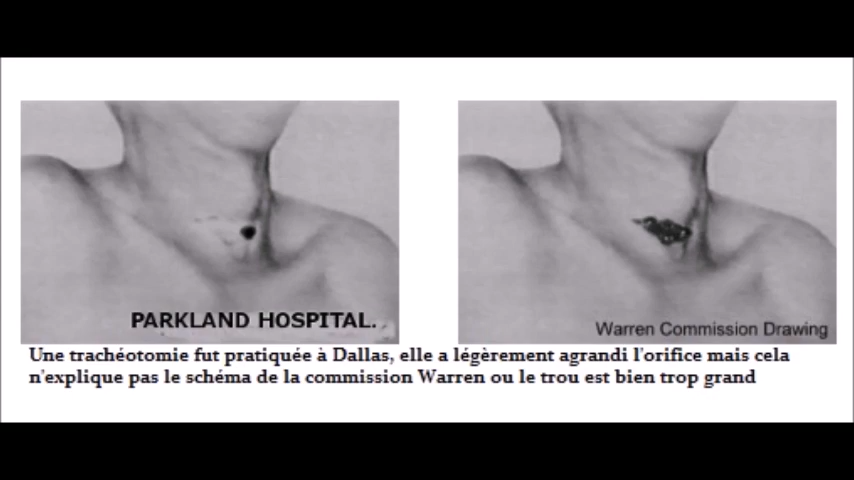 PARKLAND HOSPITAL.
Warren Commission Drawing
Une trachéotomie fut pratiquée à Dallas, elle a légèrement agrandi l'orifice mais cela
n'explique pas le schéma de la commission Warren ou le trou est bien trop grand